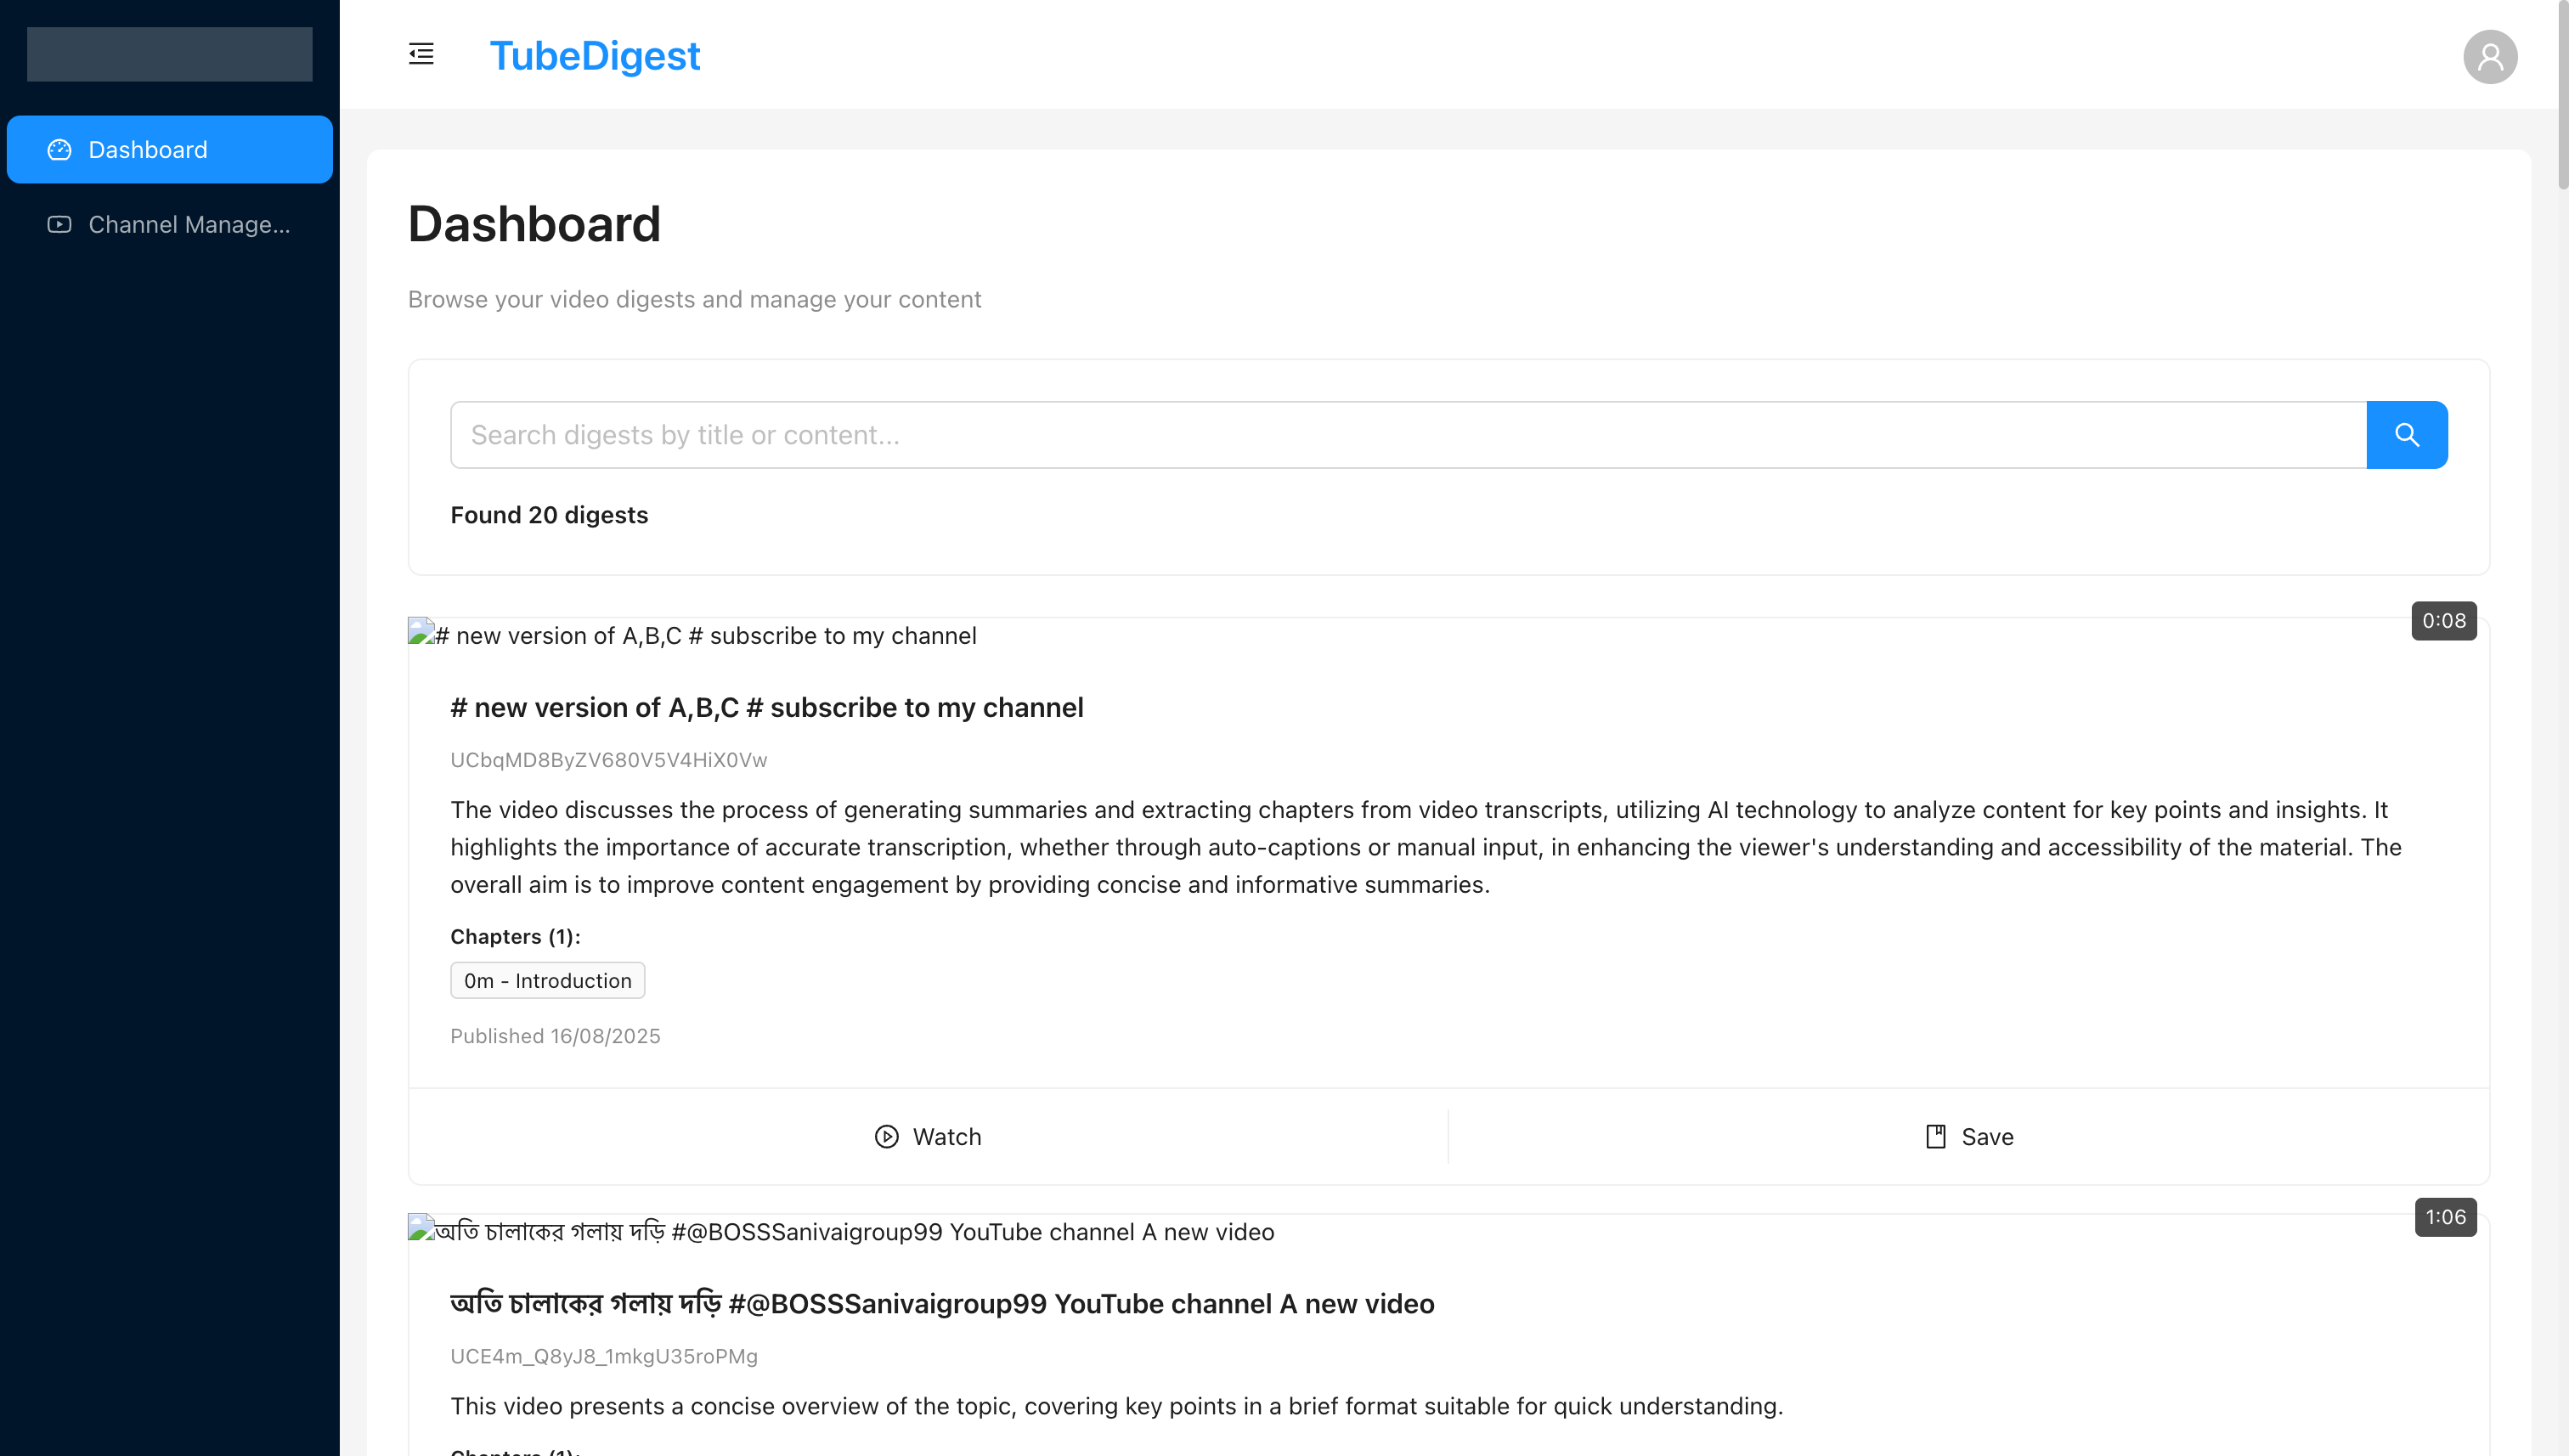 TubeDigest
Dashboard
Channel Manage...
Dashboard
Browse your video digests and manage your content
Search digests by title or content...
Found 20 digests
# new version of A,B,C # subscribe to my channel
0:08
# new version of A,B,C # subscribe to my channel
UCbqMD8ByZV680V5V4HiX0Vw
The video discusses the process of generating summaries and extracting chapters from video transcripts, utilizing AI technology to analyze content for key points and insights. It
highlights the importance of accurate transcription, whether through auto-captions or manual input, in enhancing the viewer's understanding and accessibility of the material. The
overall aim is to improve content engagement by providing concise and informative summaries.
Chapters (1):
0m - Introduction
Published 16/08/2025
Watch
Save
অতি চালাকের গলায় দড়ি #@BOSSSanivaigroup99 YouTube channel A new video
1:06
অতি চালাকের গলায় দড়ি #@BOSSSanivaigroup99 YouTube channel A new video
UCE4m_Q8yJ8_1mkgU35roPMg
This video presents a concise overview of the topic, covering key points in a brief format suitable for quick understanding.
Chapters (1):